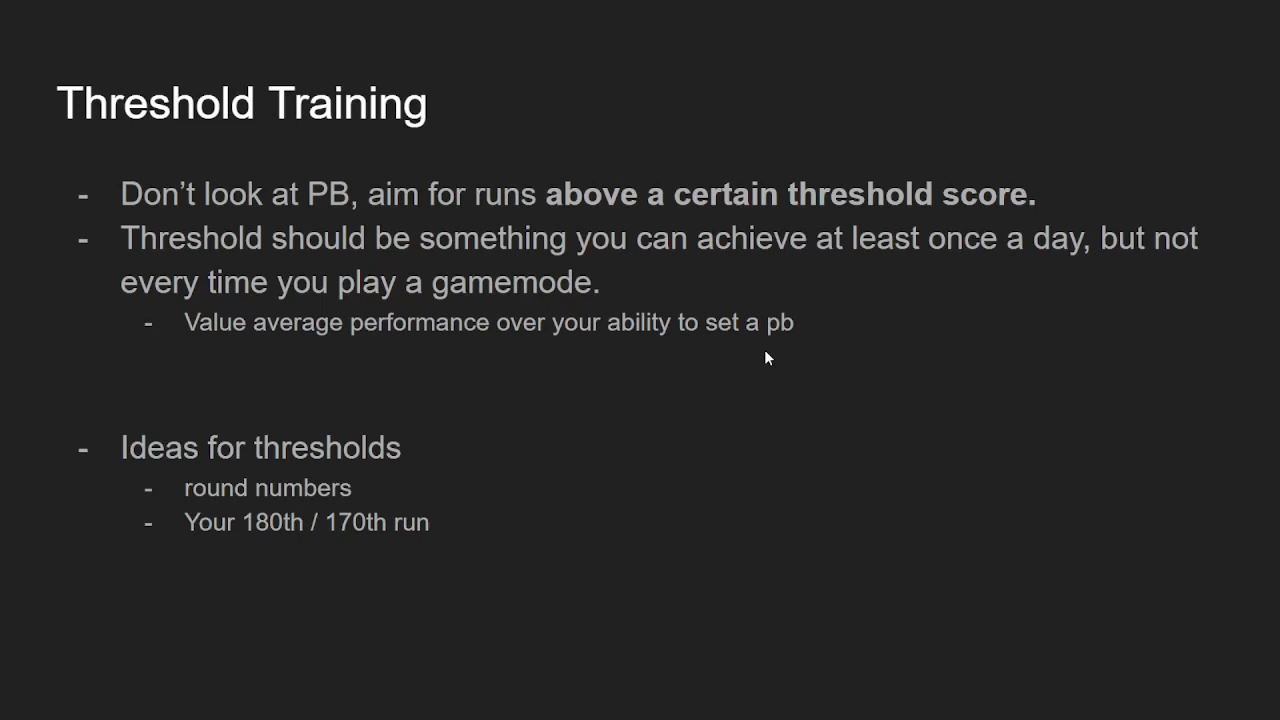 Threshold Training
- Don’t look at PB, aim for runs above a certain threshold score.
- Threshold should be something you can achieve at least once a day, but not
every time you play a gamemode.
- Value average performance over your ability to set a pb
- Ideas for thresholds
- round numbers
- Your 180th / 170th run